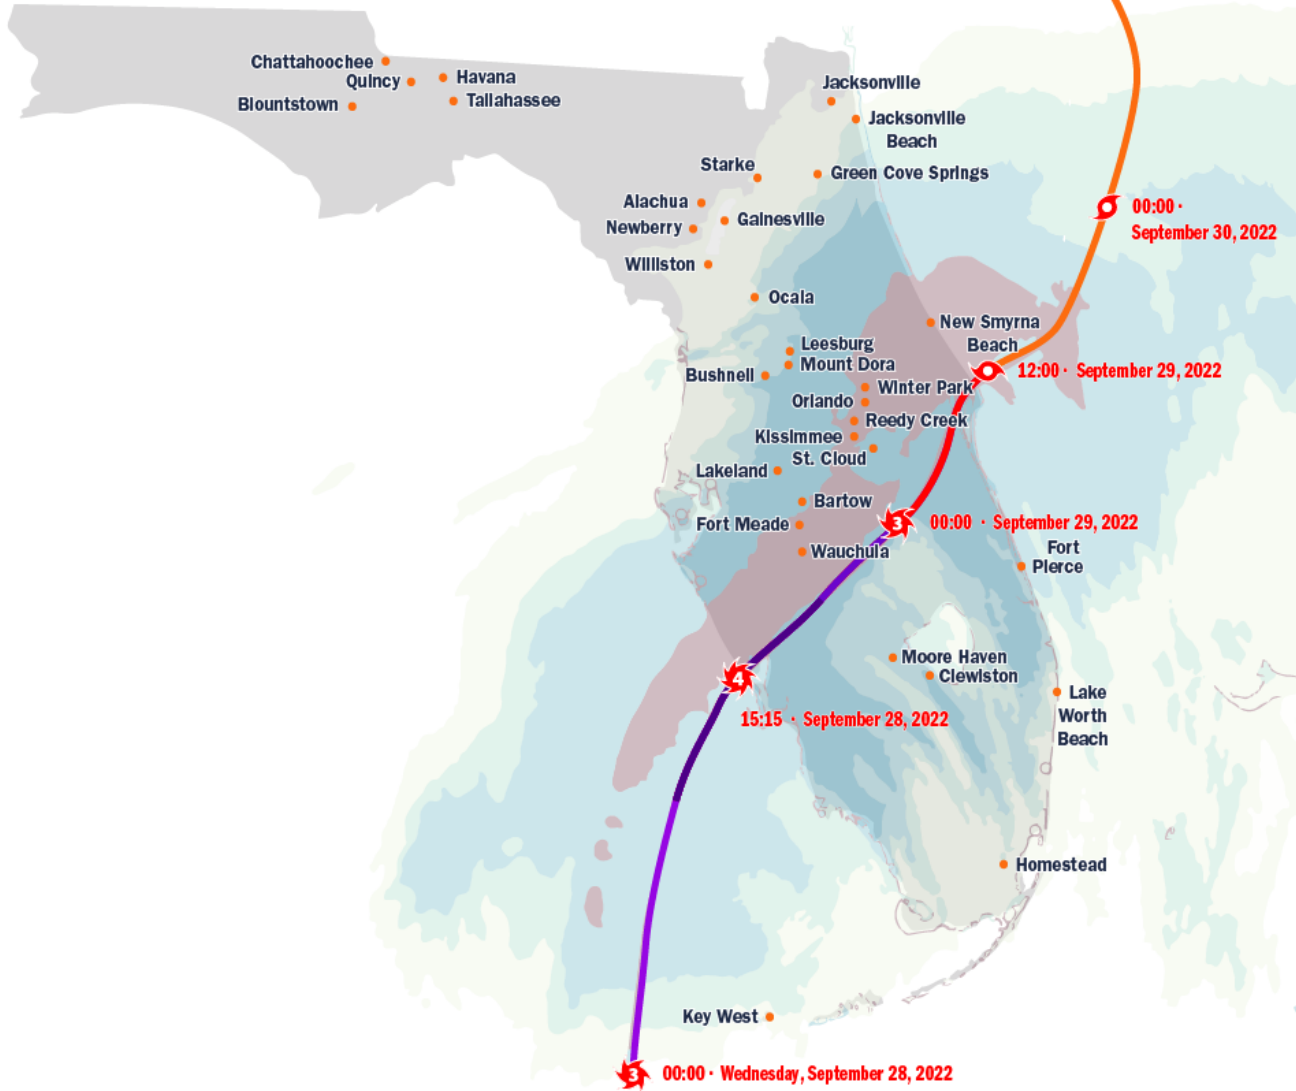 Chattahoochee
Quincy
Havana
Blountstown
Tallahassee
Jacksonville
Jacksonville
Beach
Starke
Green Cove Springs
Alachua
Gainesville
Newberry
Williston
00:00 ·
September 30, 2022
Ocala
New Smyrna
Beach
Leesburg
Mount Dora
Bushnell
12:00 · September 29, 2022
Winter Park
Orlando
Reedy Creek
Kissimmee
St. Cloud
Lakeland
Bartow
Fort Meade
3
00:00 · September 29, 2022
Wauchula
Fort
Pierce
Moore Haven
Clewiston
4
15:15 · September 28, 2022
Lake
Worth
Beach
Homestead
Key West
3
00:00 · Wednesday, September 28, 2022